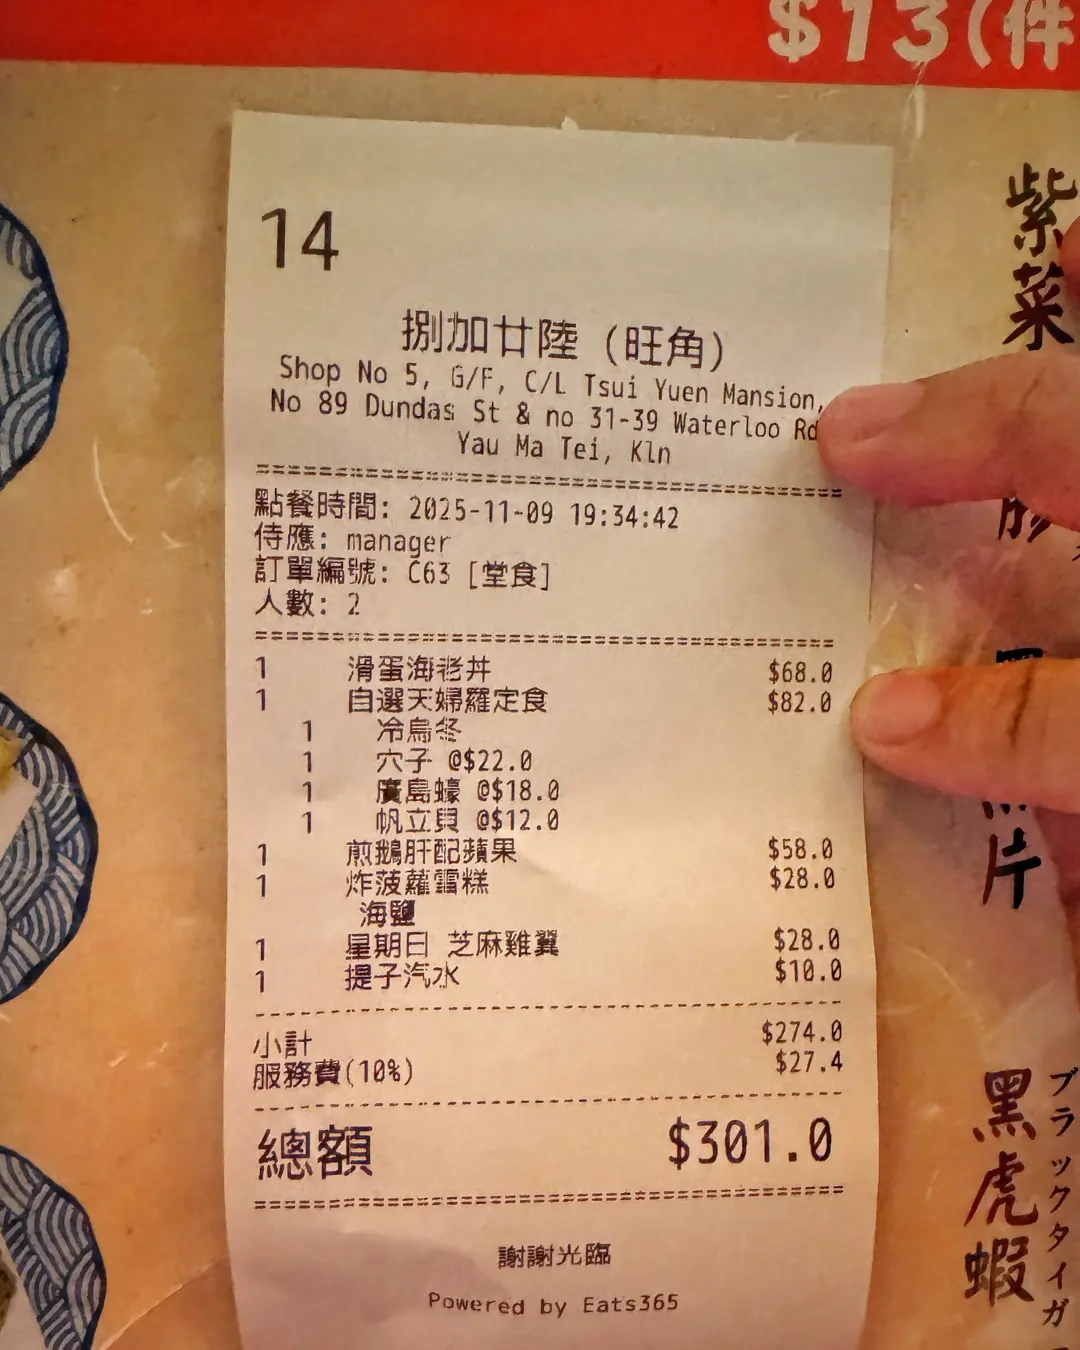 $13(件
14
捌加廿陸 (旺角)
Shop No 5, G/F, C/L Tsui Yuen Mansion,
No 89 Dundas St & no 31-39 Waterloo Rd
Yau Ma Tei, Kln
點餐時間: 2025-11-09 19:34:42
侍應: manager
訂單編號: C63 [堂食]
人數: 2
1 滑蛋海老丼 $68.0
1 自選天婦羅定食 $82.0
1 冷烏冬
1 穴子 @$22.0
1 廣島蠔 @$18.0
1 帆立貝 @$12.0
1 煎鵝肝配蘋果 $58.0
1 炸菠蘿雪糕 $28.0
海鹽
1 星期日 芝麻雞翼 $28.0
1 提子汽水 $10.0
小計 $274.0
服務費(10%) $27.4
總額 $301.0
謝謝光臨
Powered by Eats365
紫菜
片
黑虎蝦
ブラックタイガ